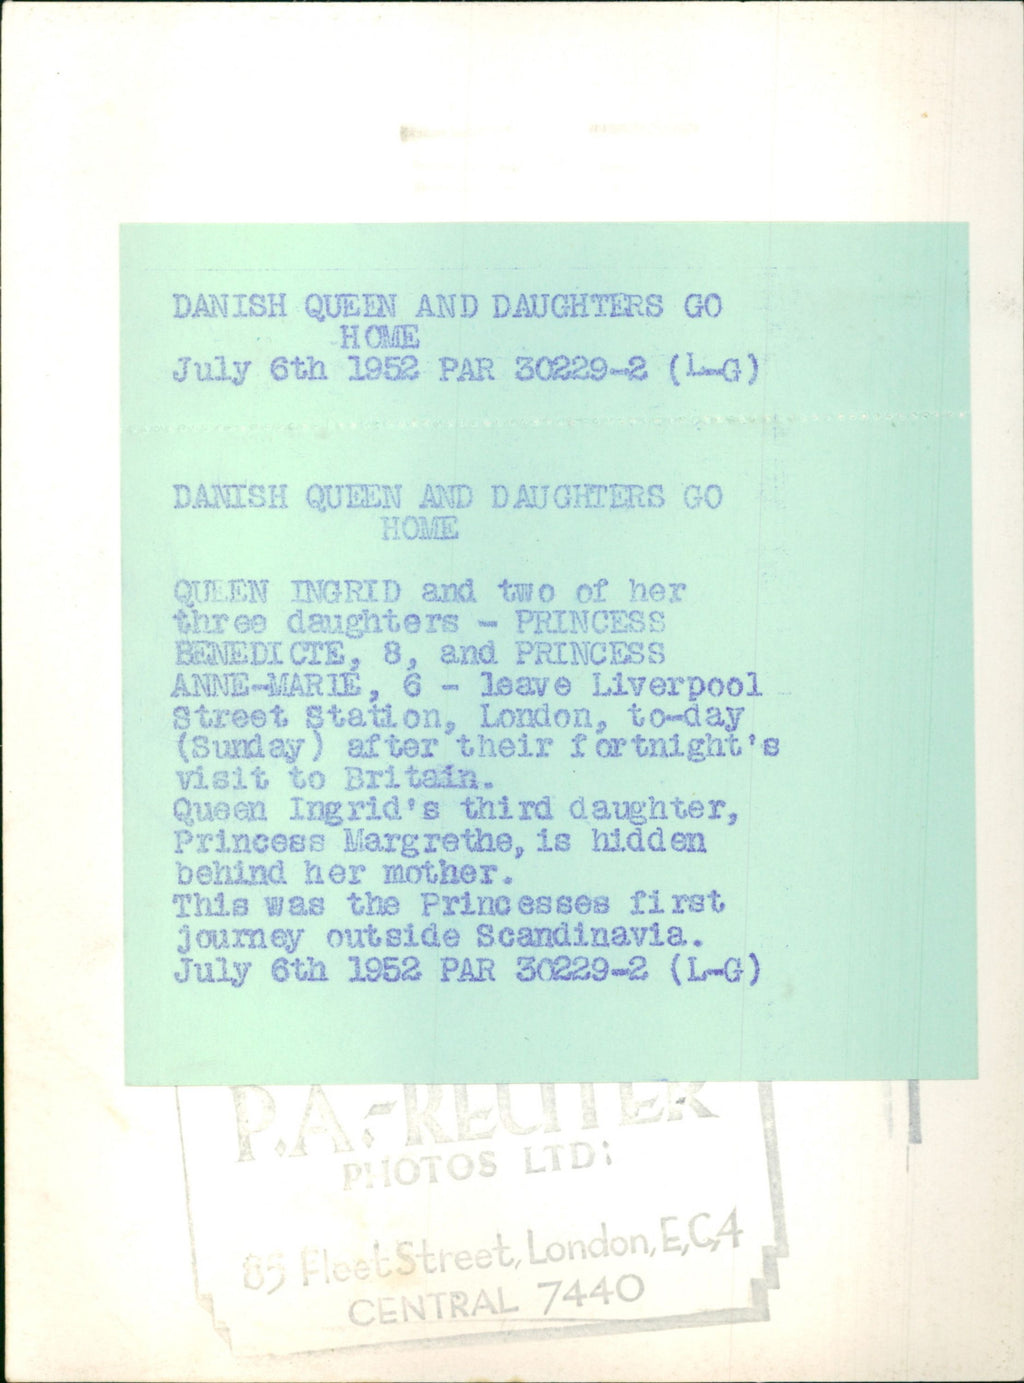 DANISH QUEEN AND DAUGHTERS GO
HOME
July 6th 1952 PAR 30229-2 (L-G)
DANISH QUEEN AND DAUGHTERS GO
HOME
QUEEN INGRID and two of her
three daughters - PRINCESS
BENEDICTE, 8, and PRINCESS
ANNE-MARIE, 6 - leave Liverpool
Street Station, London, to-day
(Sunday) after their fortnight's
visit to Britain.
Queen Ingrid's third daughter,
Princess Margrethe, is hidden
behind her mother.
This was the Princesses first
journey outside Scandinavia.
July 6th 1952 PAR 30229-2 (L-G)
P.A.-REUTER
PHOTOS LTD:
85 Fleet Street, London, E,C,4
CENTRAL 7440